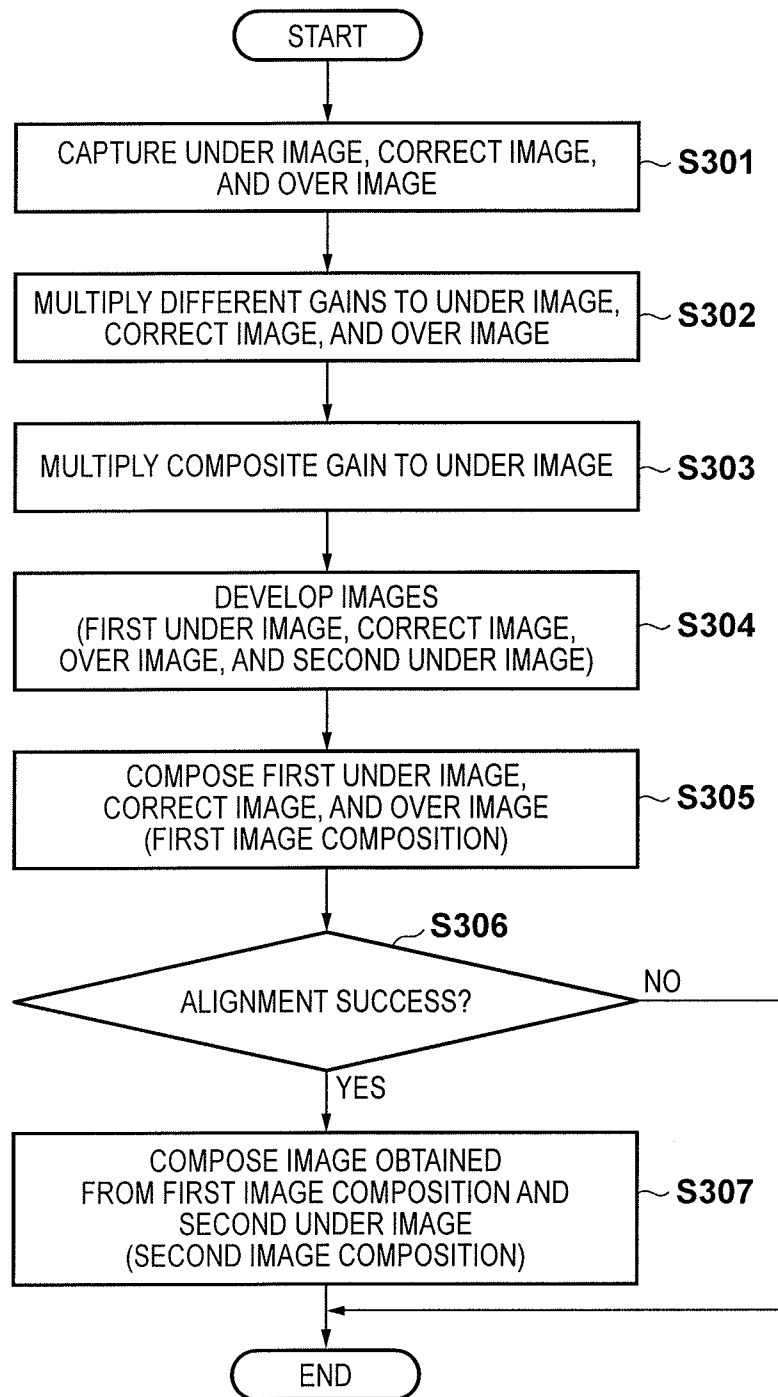 START
CAPTURE UNDER IMAGE, CORRECT IMAGE,
AND OVER IMAGE
S301
MULTIPLY DIFFERENT GAINS TO UNDER IMAGE,
CORRECT IMAGE, AND OVER IMAGE
S302
MULTIPLY COMPOSITE GAIN TO UNDER IMAGE
S303
DEVELOP IMAGES
(FIRST UNDER IMAGE, CORRECT IMAGE,
OVER IMAGE, AND SECOND UNDER IMAGE)
S304
COMPOSE FIRST UNDER IMAGE,
CORRECT IMAGE, AND OVER IMAGE
(FIRST IMAGE COMPOSITION)
S305
S306
ALIGNMENT SUCCESS?
NO
YES
COMPOSE IMAGE OBTAINED
FROM FIRST IMAGE COMPOSITION AND
SECOND UNDER IMAGE
(SECOND IMAGE COMPOSITION)
S307
END